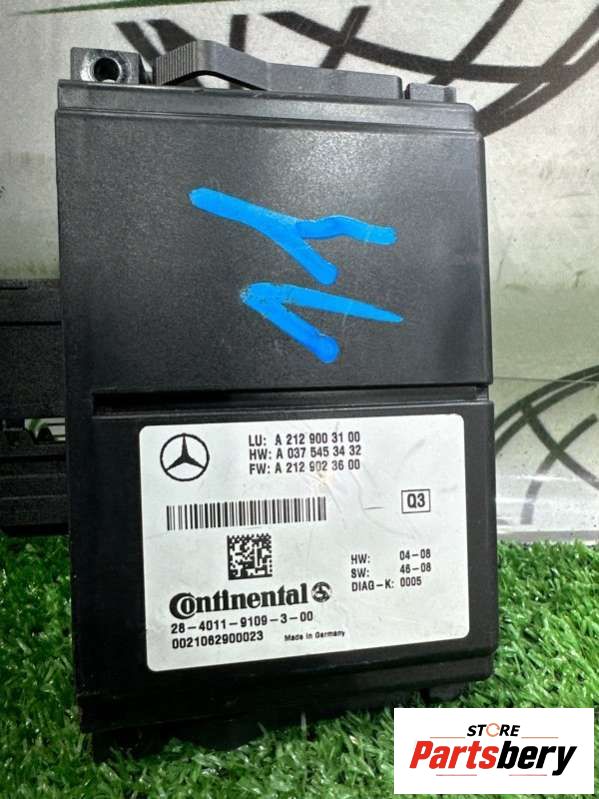 LU: A 212 900 31 00
HW: A 037 545 34 32
FW: A 212 902 36 00
Q3
HW: 04-08
SW: 46-08
DIAG-K: 0005
Continental
28-4011-9109-3-00
0021062900023 Made in Germany
STORE
Partsbery